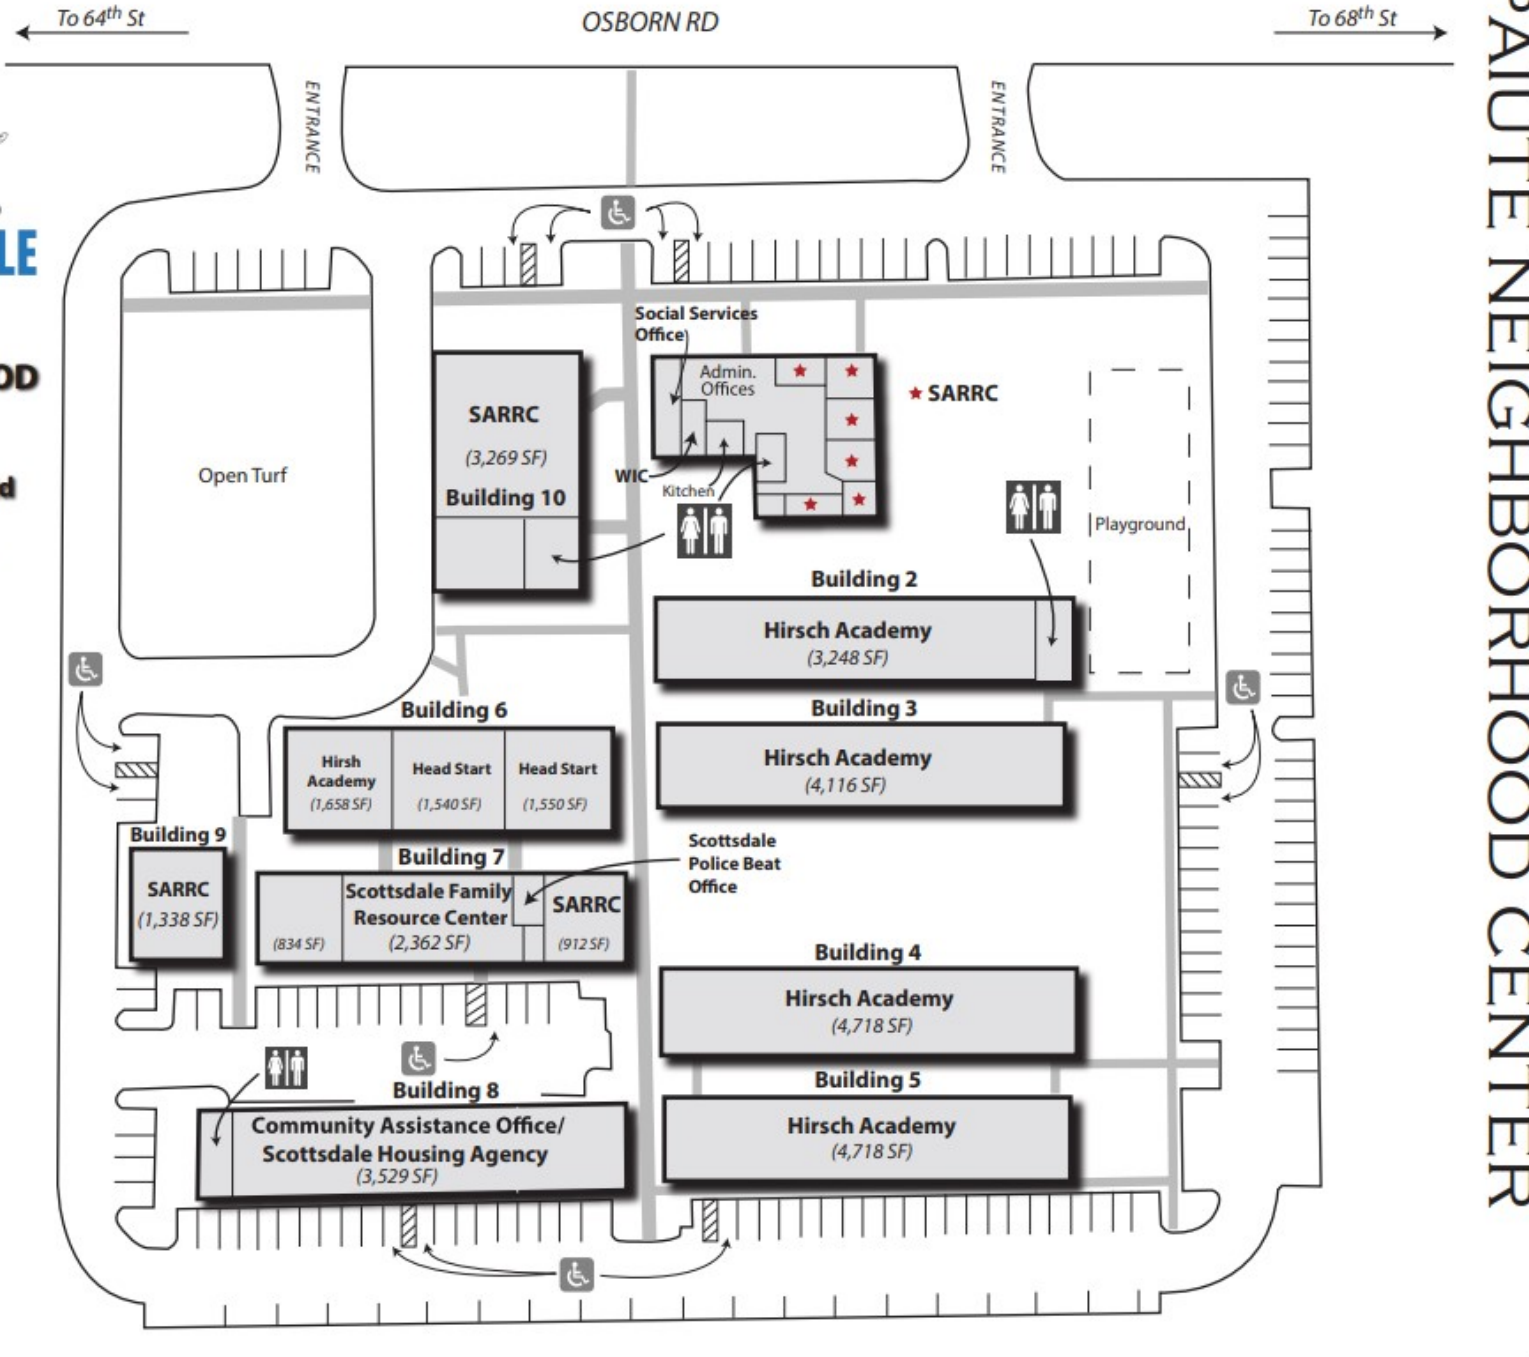 To 64th St
OSBORN RD
To 68th St
ENTRANCE
ENTRANCE
PAIUTE NEIGHBORHOOD CENTER
LE
OD
d
Social Services
Office
Admin.
Offices
SARRC
SARRC
(3,269 SF)
Building 10
WIC
Kitchen
Open Turf
Playground
Building 2
Hirsch Academy
(3,248 SF)
Building 3
Hirsch Academy
(4,116 SF)
Building 6
Hirsh
Academy
(1,658 SF)
Head Start
(1,540 SF)
Head Start
(1,550 SF)
Building 9
SARRC
(1,338 SF)
Building 7
(834 SF)
Scottsdale Family
Resource Center
(2,362 SF)
SARRC
(912 SF)
Scottsdale
Police Beat
Office
Building 4
Hirsch Academy
(4,718 SF)
Building 5
Hirsch Academy
(4,718 SF)
Building 8
Community Assistance Office/
Scottsdale Housing Agency
(3,529 SF)